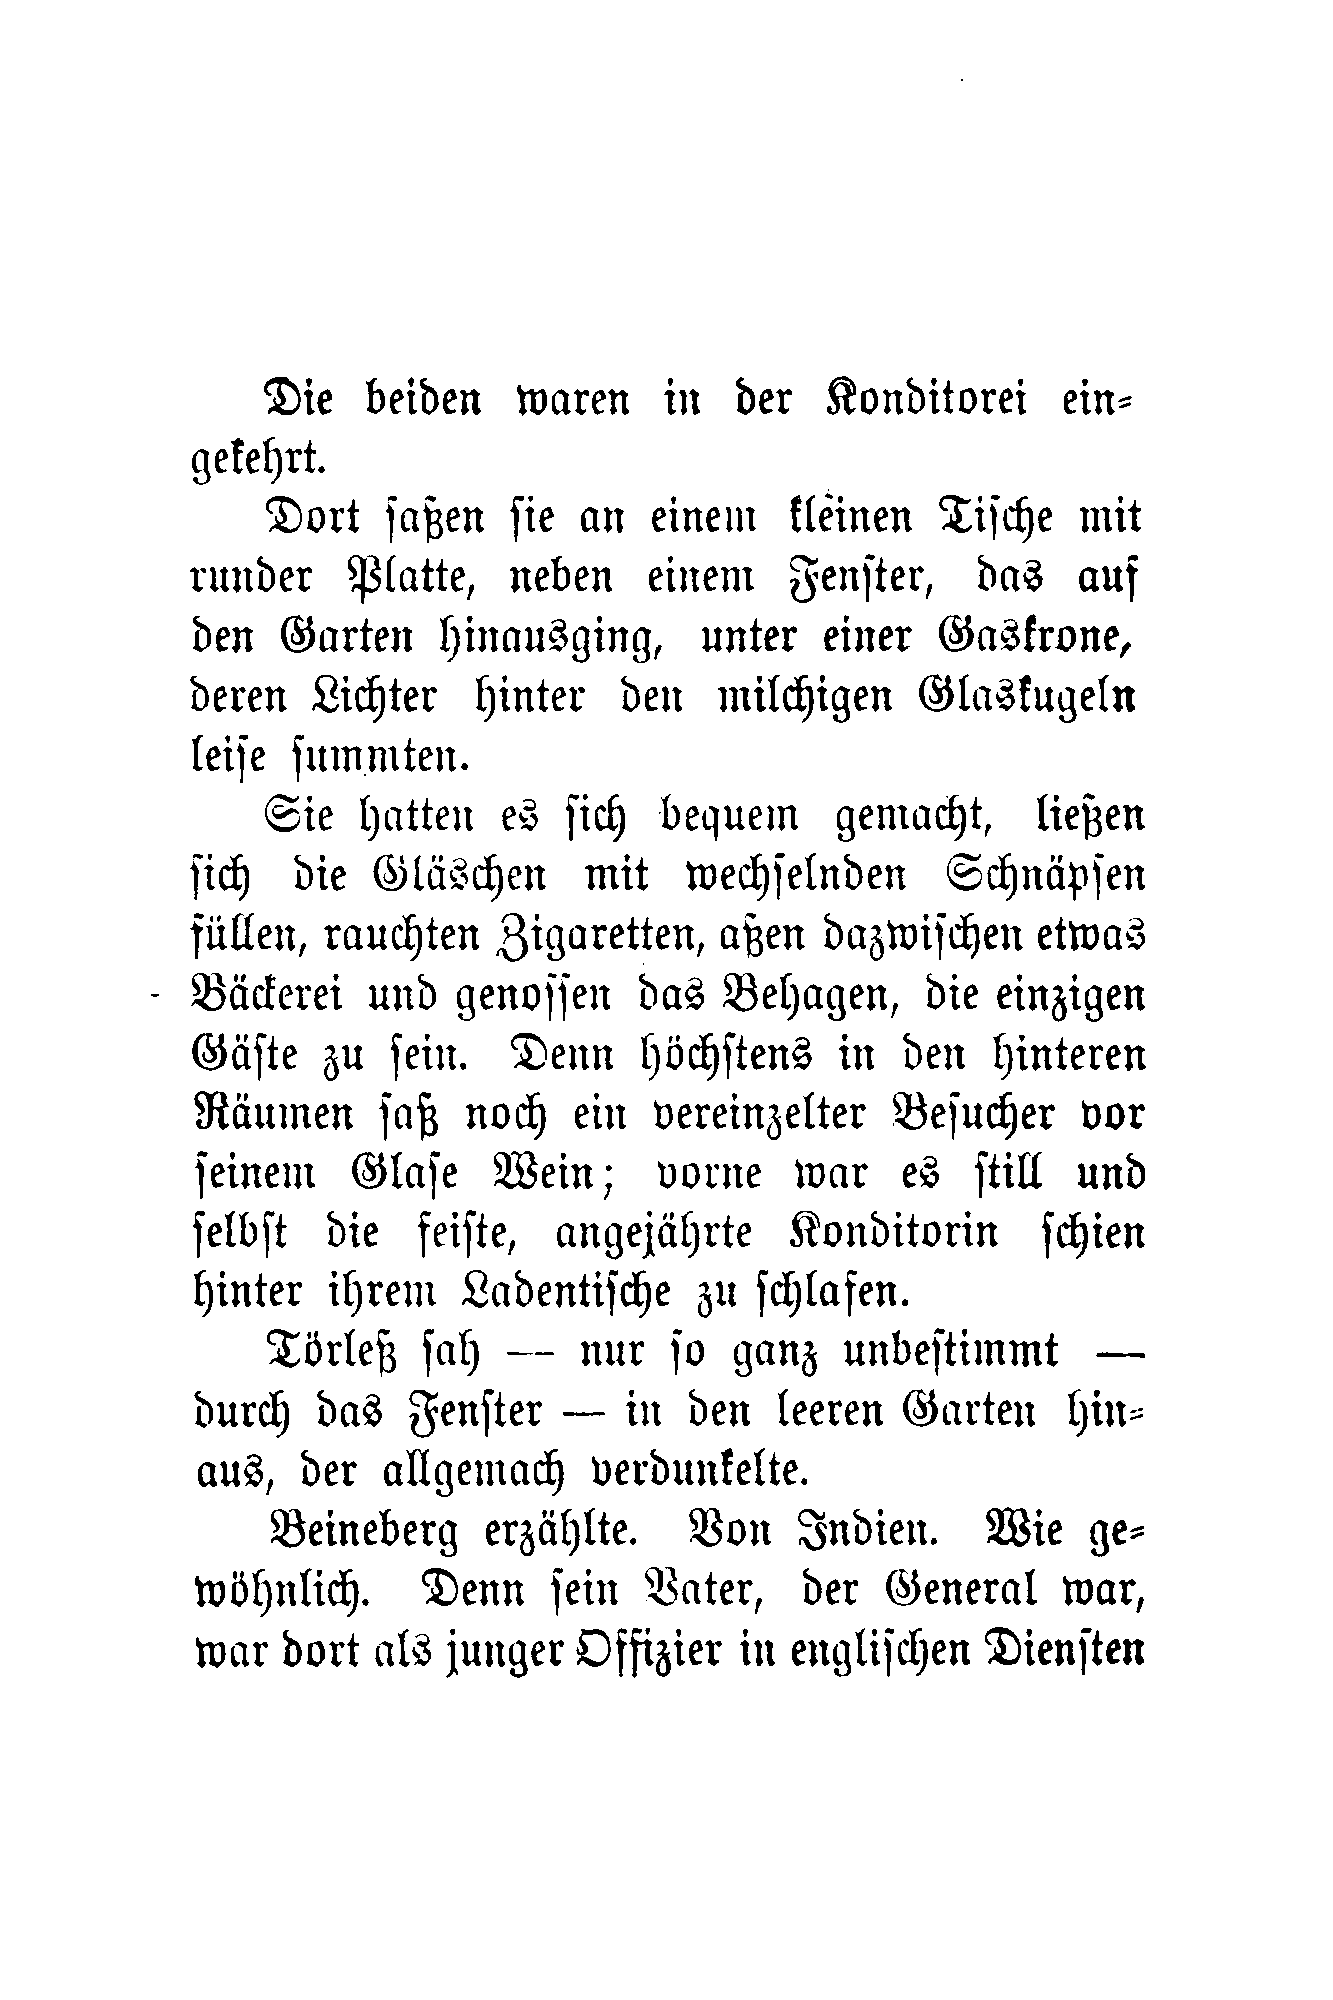 Die beiden waren in der Konditorei ein-
gekehrt.
Dort saßen sie an einem kleinen Tische mit
runder Platte, neben einem Fenster, das auf
den Garten hinausging, unter einer Gaskrone,
deren Lichter hinter den milchigen Glaskugeln
leise summten.
Sie hatten es sich bequem gemacht, ließen
sich die Gläschen mit wechselnden Schnäpsen
füllen, rauchten Zigaretten, aßen dazwischen etwas
Bäckerei und genossen das Behagen, die einzigen
Gäste zu sein. Denn höchstens in den hinteren
Räumen saß noch ein vereinzelter Besucher vor
seinem Glase Wein; vorne war es still und
selbst die feiste, angejährte Konditorin schien
hinter ihrem Ladentische zu schlafen.
Törleß sah — nur so ganz unbestimmt —
durch das Fenster — in den leeren Garten hin-
aus, der allgemach verdunkelte.
Beineberg erzählte. Von Indien. Wie ge-
wöhnlich. Denn sein Vater, der General war,
war dort als junger Offizier in englischen Diensten